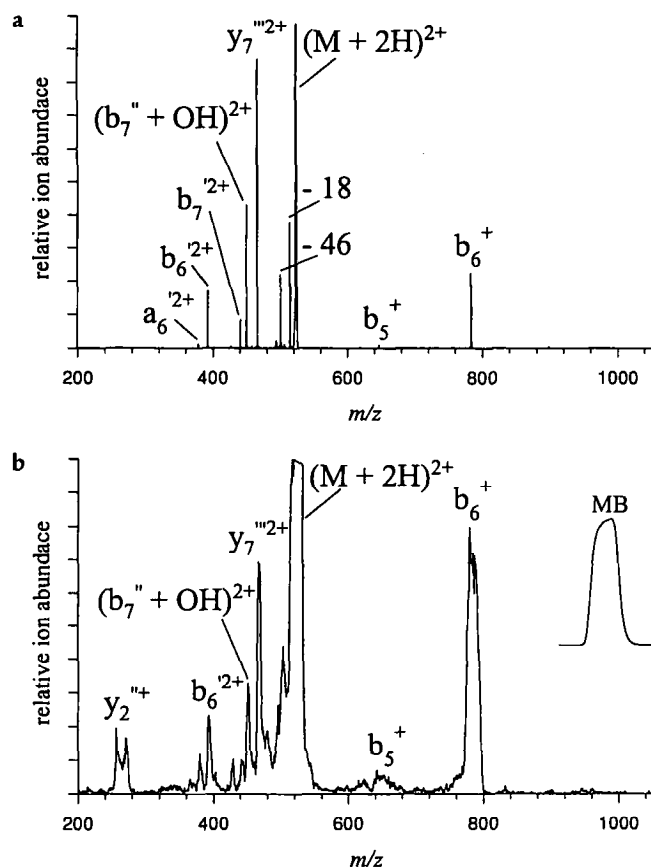 a
relative ion abundace
y7'''2+
(M + 2H)2+
(b7'' + OH)2+
b7'2+
- 18
b6'2+
- 46
b6+
a6'2+
b5+
200 400 600 800 1000
m/z
b
relative ion abundace
(M + 2H)2+
b6+
MB
y7'''2+
(b7'' + OH)2+
y2''+
b6'2+
b5+
200 400 600 800 1000
m/z